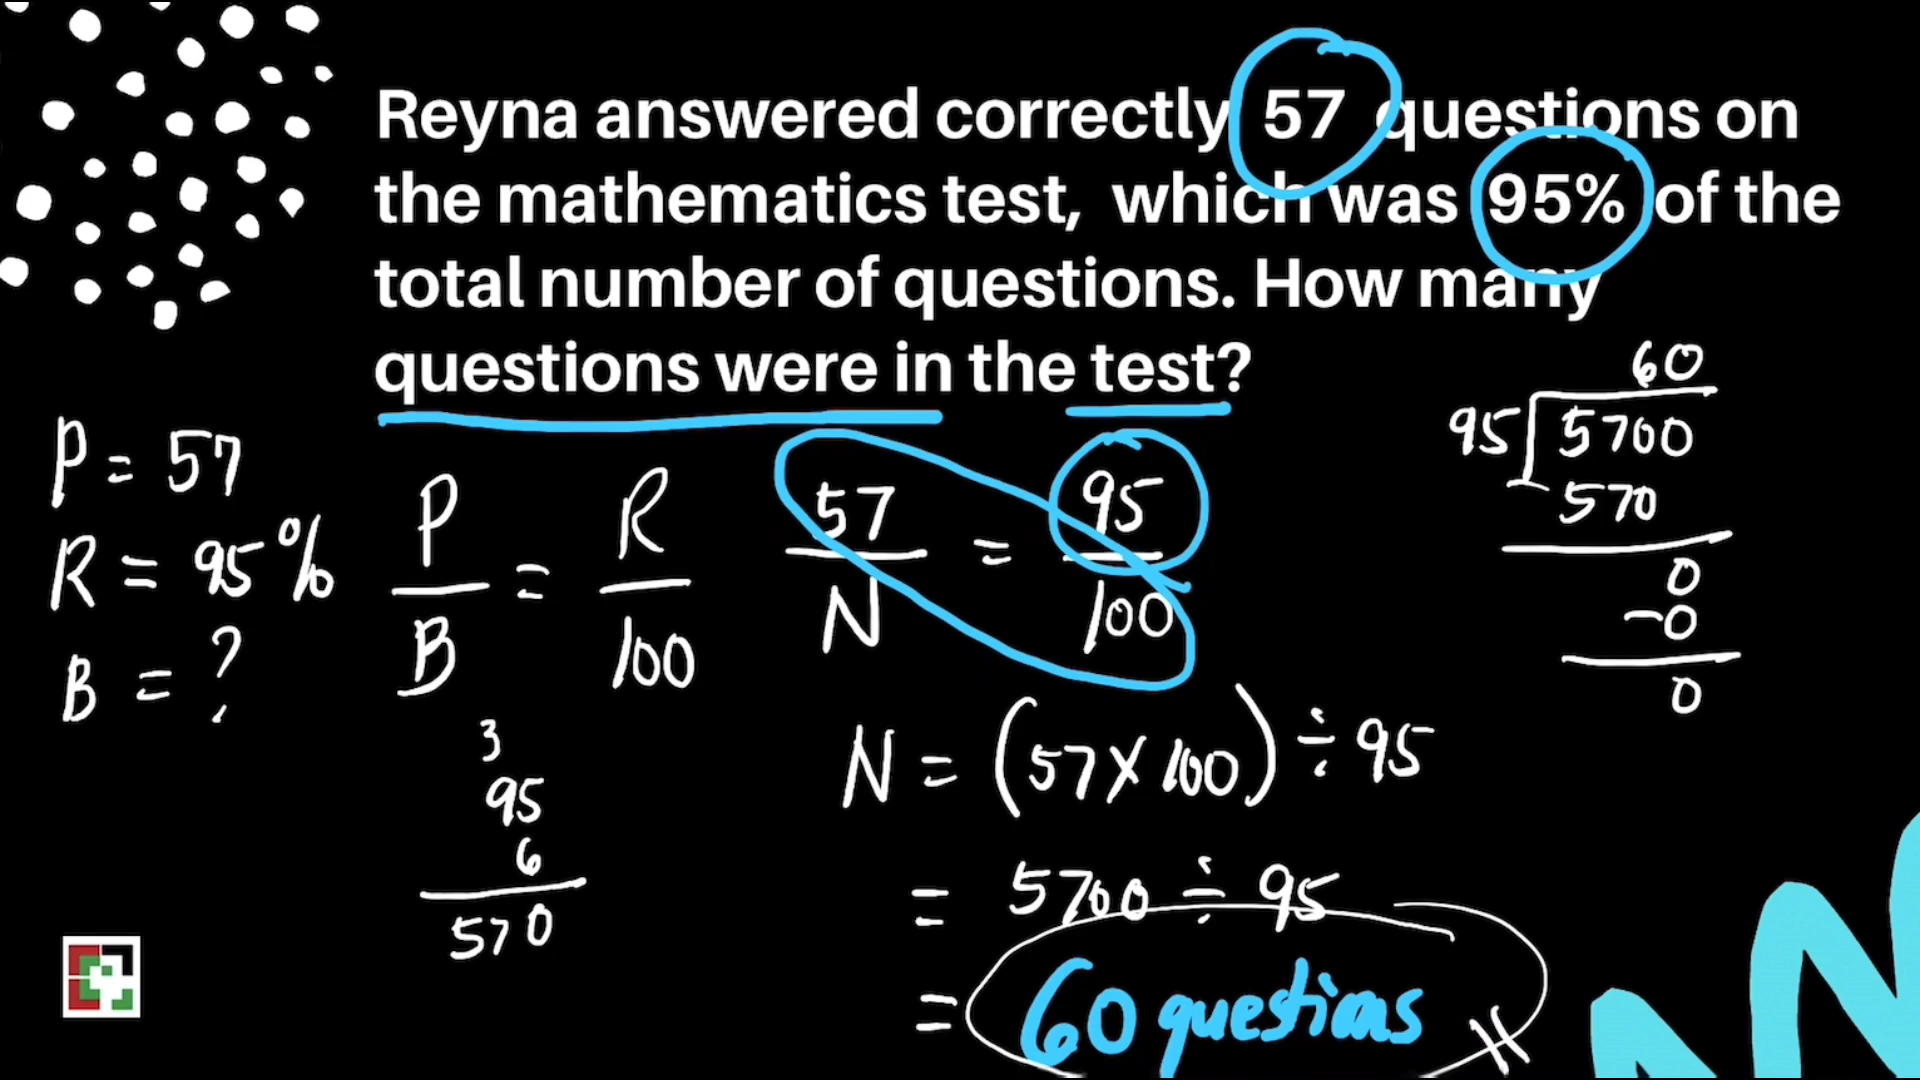 Reyna answered correctly 57 questions on
the mathematics test, which was 95% of the
total number of questions. How many
questions were in the test?
P = 57
R = 95%
B = ?
P/B = R/100
57/N = 95/100
N = (57 X 100) ÷ 95
= 5700 ÷ 95
= 60 questions
3
95
6
570
60
95 5700
570
0
-0
0